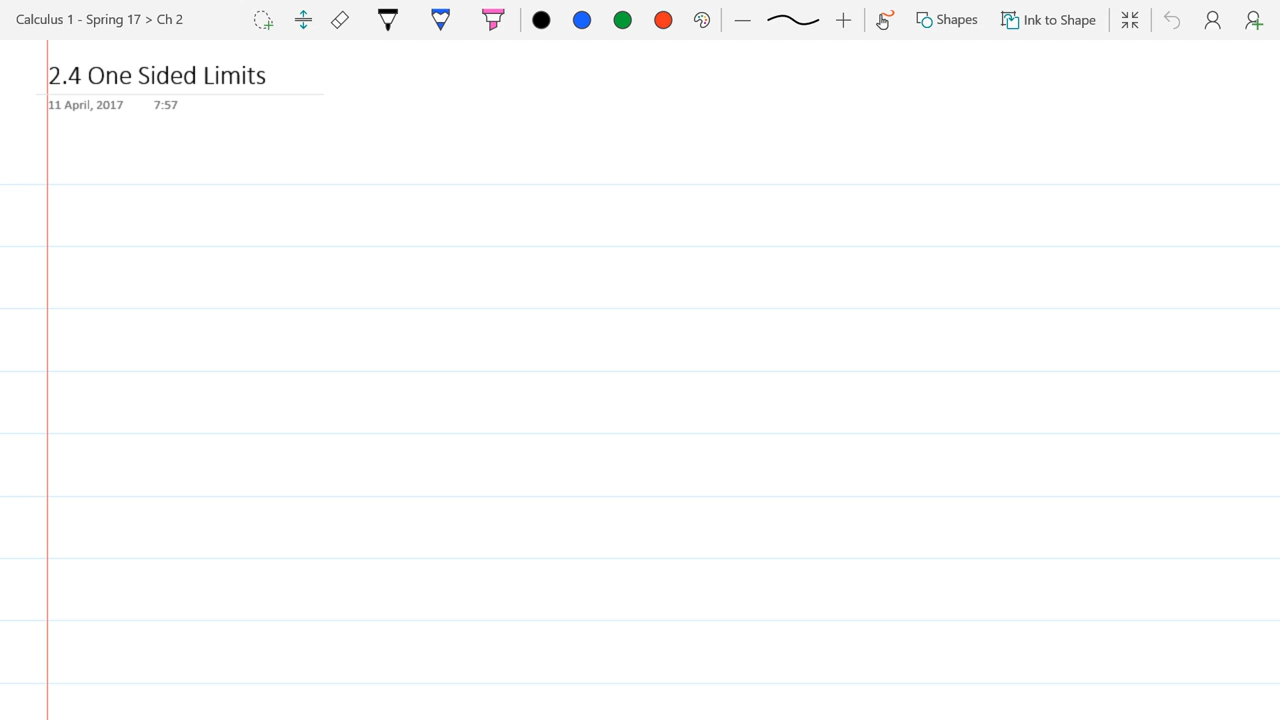 Calculus 1 - Spring 17 > Ch 2
Shapes
Ink to Shape
2.4 One Sided Limits
11 April, 2017 7:57